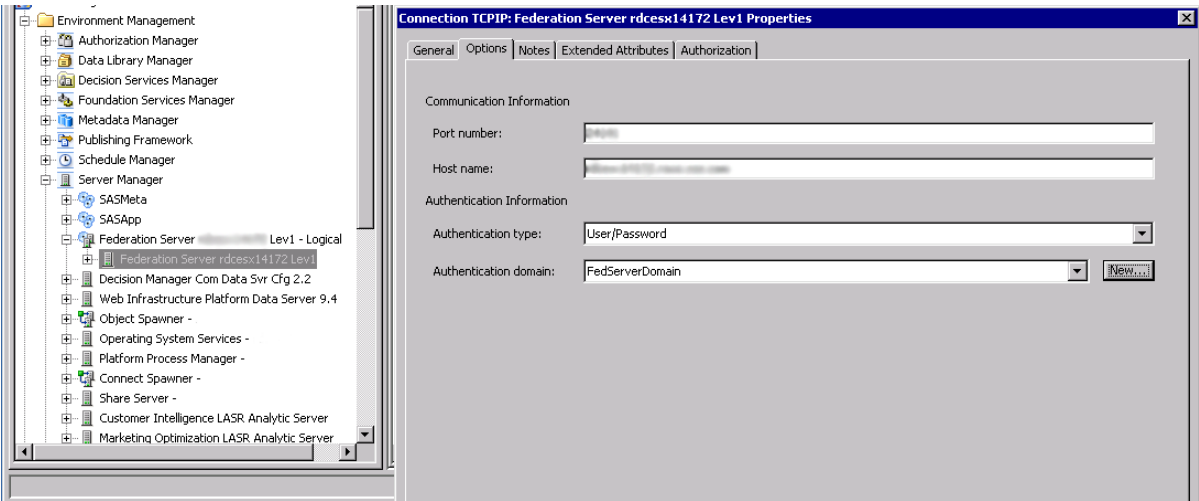 Environment Management
Authorization Manager
Data Library Manager
Decision Services Manager
Foundation Services Manager
Metadata Manager
Publishing Framework
Schedule Manager
Server Manager
SASMeta
SASApp
Federation Server Lev1 - Logical
Federation Server rdcesx14172 Lev1
Decision Manager Com Data Svr Cfg 2.2
Web Infrastructure Platform Data Server 9.4
Object Spawner -
Operating System Services -
Platform Process Manager -
Connect Spawner -
Share Server -
Customer Intelligence LASR Analytic Server
Marketing Optimization LASR Analytic Server
Connection TCPIP: Federation Server rdcesx14172 Lev1 Properties
General Options Notes Extended Attributes Authorization
Communication Information
Port number:
Host name:
Authentication Information
Authentication type: User/Password
Authentication domain: FedServerDomain New...